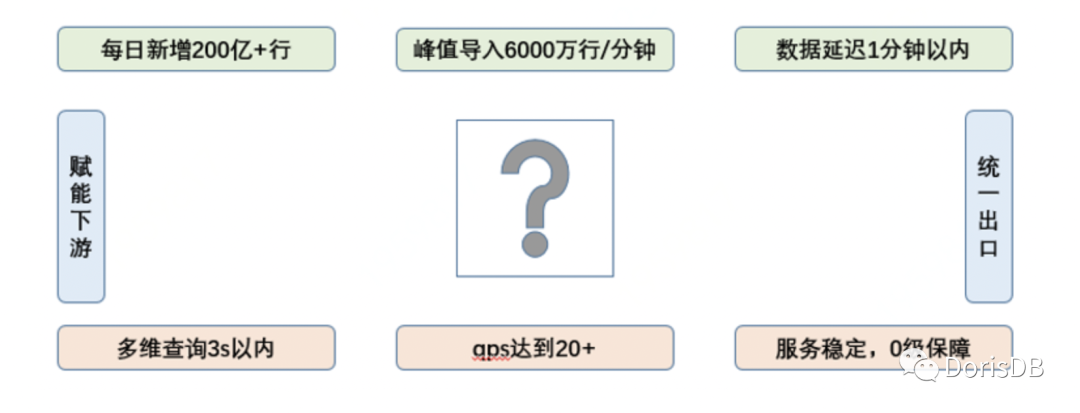 每日新增200亿+行
峰值导入6000万行/分钟
数据延迟1分钟以内
赋能下游
?
统一出口
多维查询3s以内
qps达到20+
服务稳定，0级保障
DorisDB